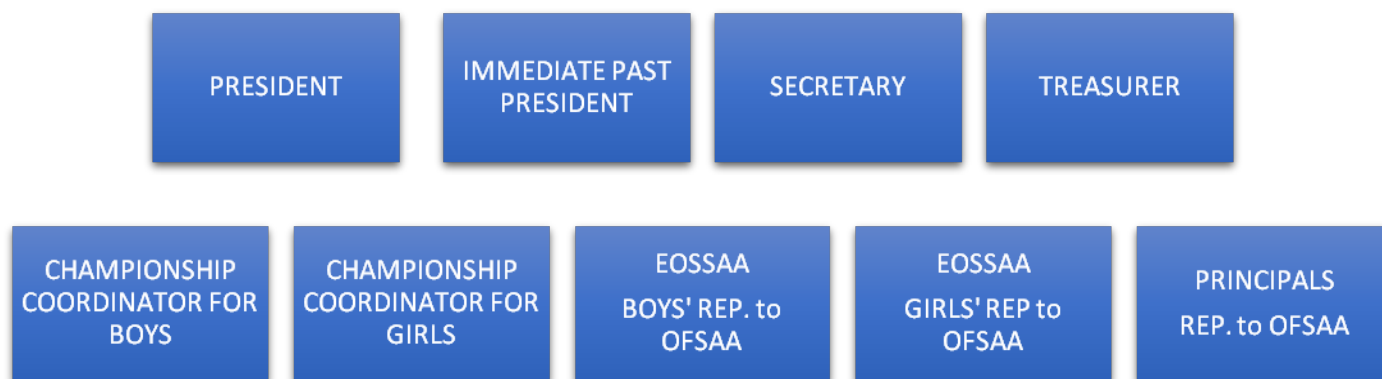 PRESIDENT
IMMEDIATE PAST
PRESIDENT
SECRETARY
TREASURER
CHAMPIONSHIP
COORDINATOR FOR
BOYS
CHAMPIONSHIP
COORDINATOR FOR
GIRLS
EOSSAA
BOYS' REP. to
OFSAA
EOSSAA
GIRLS' REP to
OFSAA
PRINCIPALS
REP. to OFSAA